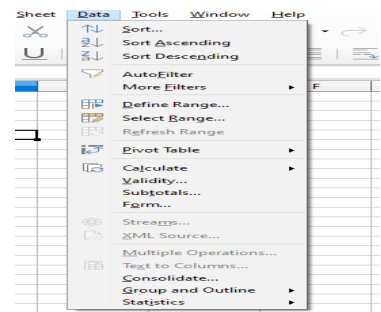 Sheet Data Tools Window Help
Sort...
Sort Ascending
U Sort Descending
AutoFilter
More Filters
F
Define Range...
Select Range...
Refresh Range
Pivot Table
Calculate
Validity...
Subtotals...
Form...
Streams...
XML Source...
Multiple Operations...
Text to Columns...
Consolidate...
Group and Outline
Statistics